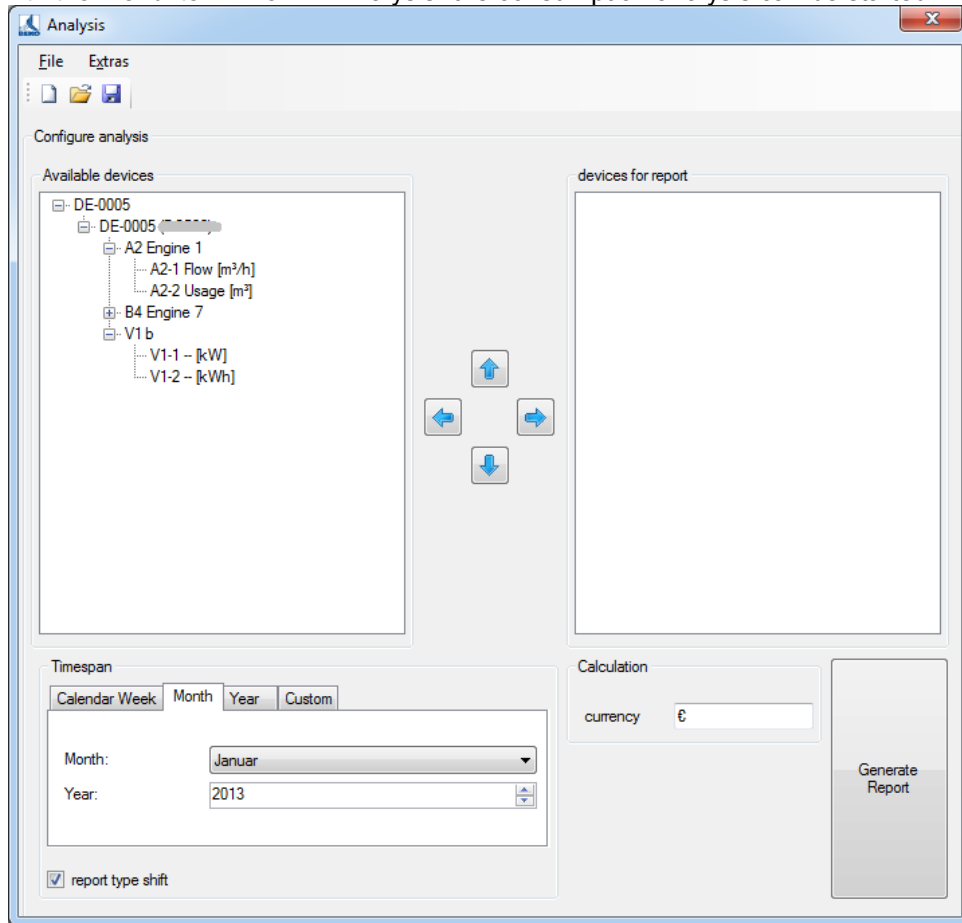 Analysis
File Extras
Configure analysis
Available devices
devices for report
DE-0005
DE-0005
A2 Engine 1
A2-1 Flow [m³/h]
A2-2 Usage [m³]
B4 Engine 7
V1 b
V1-1 -- [kW]
V1-2 -- [kWh]
Timespan
Calendar Week Month Year Custom
Month: Januar
Year: 2013
report type shift
Calculation
currency €
Generate
Report